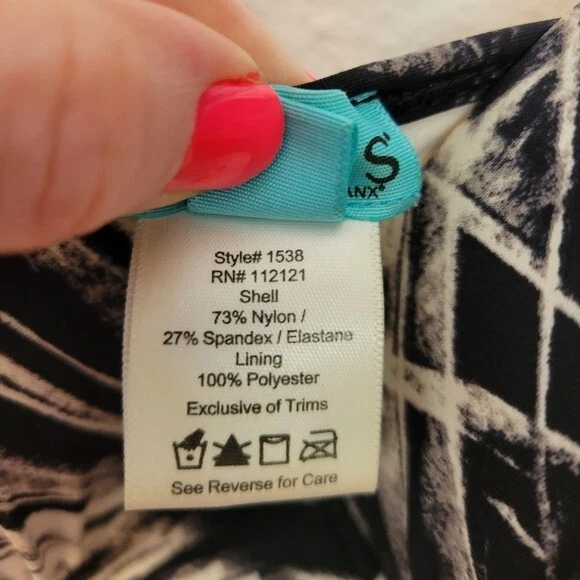 S
Style# 1538
RN# 112121
Shell
73% Nylon /
27% Spandex / Elastane
Lining
100% Polyester
Exclusive of Trims
See Reverse for Care